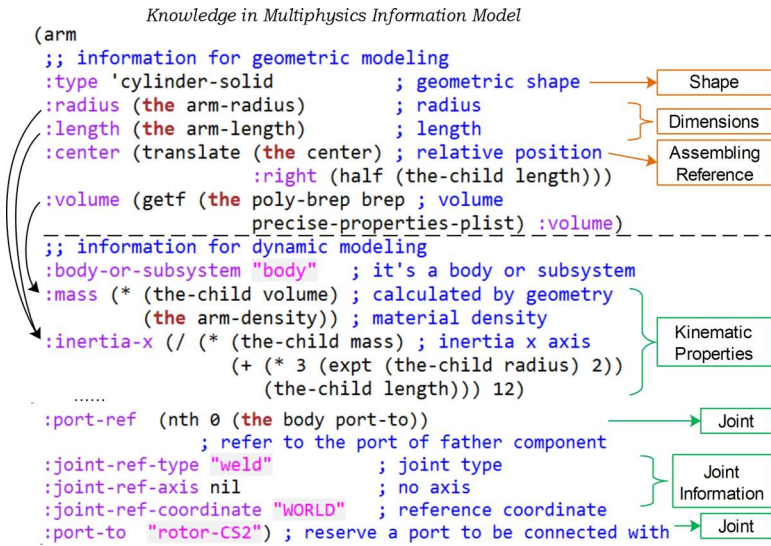 Knowledge in Multiphysics Information Model
(arm
;; information for geometric modeling
:type 'cylinder-solid ; geometric shape Shape
:radius (the arm-radius) ; radius
:length (the arm-length) ; length
Dimensions
:center (translate (the center) ; relative position
:right (half (the-child length)))
Assembling
Reference
:volume (getf (the poly-brep brep ; volume
precise-properties-plist) :volume)
;; information for dynamic modeling
:body-or-subsystem "body" ; it's a body or subsystem
:mass (* (the-child volume) ; calculated by geometry
(the arm-density)) ; material density
:inertia-x (/ (* (the-child mass) ; inertia x axis
(+ (* 3 (expt (the-child radius) 2))
(the-child length))) 12)
Kinematic
Properties
......
:port-ref (nth 0 (the body port-to)) Joint
; refer to the port of father component
:joint-ref-type "weld" ; joint type
:joint-ref-axis nil ; no axis
:joint-ref-coordinate "WORLD" ; reference coordinate
Joint
Information
:port-to "rotor-CS2") ; reserve a port to be connected with Joint